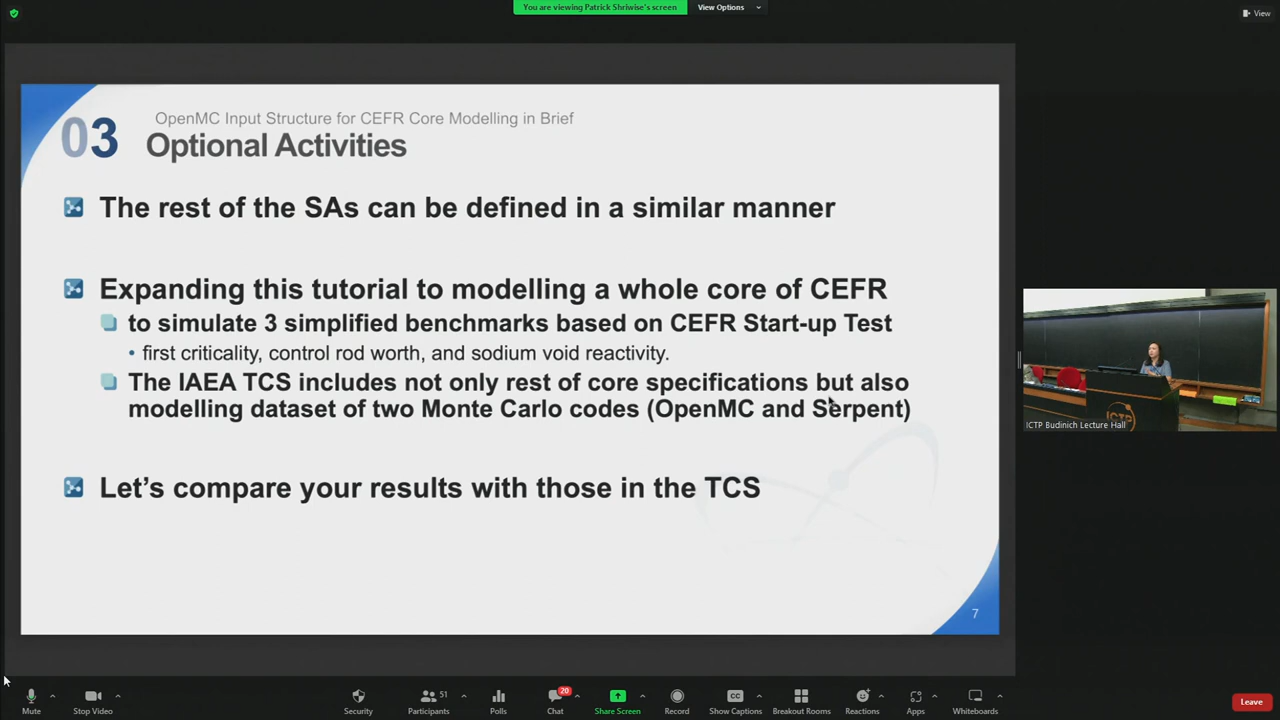 You are viewing Patrick Shriwise's screen
View Options
View
03
OpenMC Input Structure for CEFR Core Modelling in Brief
Optional Activities
The rest of the SAs can be defined in a similar manner
Expanding this tutorial to modelling a whole core of CEFR
to simulate 3 simplified benchmarks based on CEFR Start-up Test
• first criticality, control rod worth, and sodium void reactivity.
The IAEA TCS includes not only rest of core specifications but also
modelling dataset of two Monte Carlo codes (OpenMC and Serpent)
Let's compare your results with those in the TCS
7
ICTP
ICTP Budinich Lecture Hall
Mute
Stop Video
Security
51
Participants
Polls
20
Chat
Share Screen
Record
CC
Show Captions
Breakout Rooms
Reactions
Apps
Whiteboards
Leave